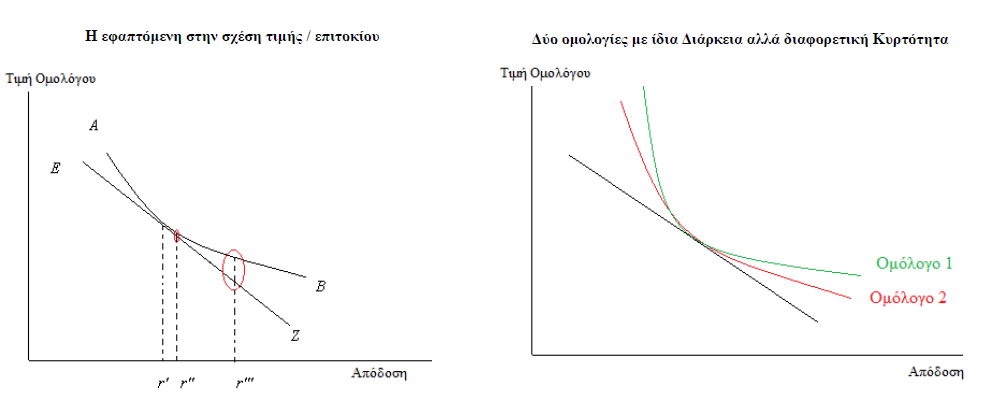 Η εφαπτόμενη στην σχέση τιμής / επιτοκίου
Τιμή Ομολόγου
A
E
B
Z
r' r'' r'''
Απόδοση
Δύο ομολογίες με ίδια Διάρκεια αλλά διαφορετική Κυρτότητα
Τιμή Ομολόγου
Ομόλογο 1
Ομόλογο 2
Απόδοση